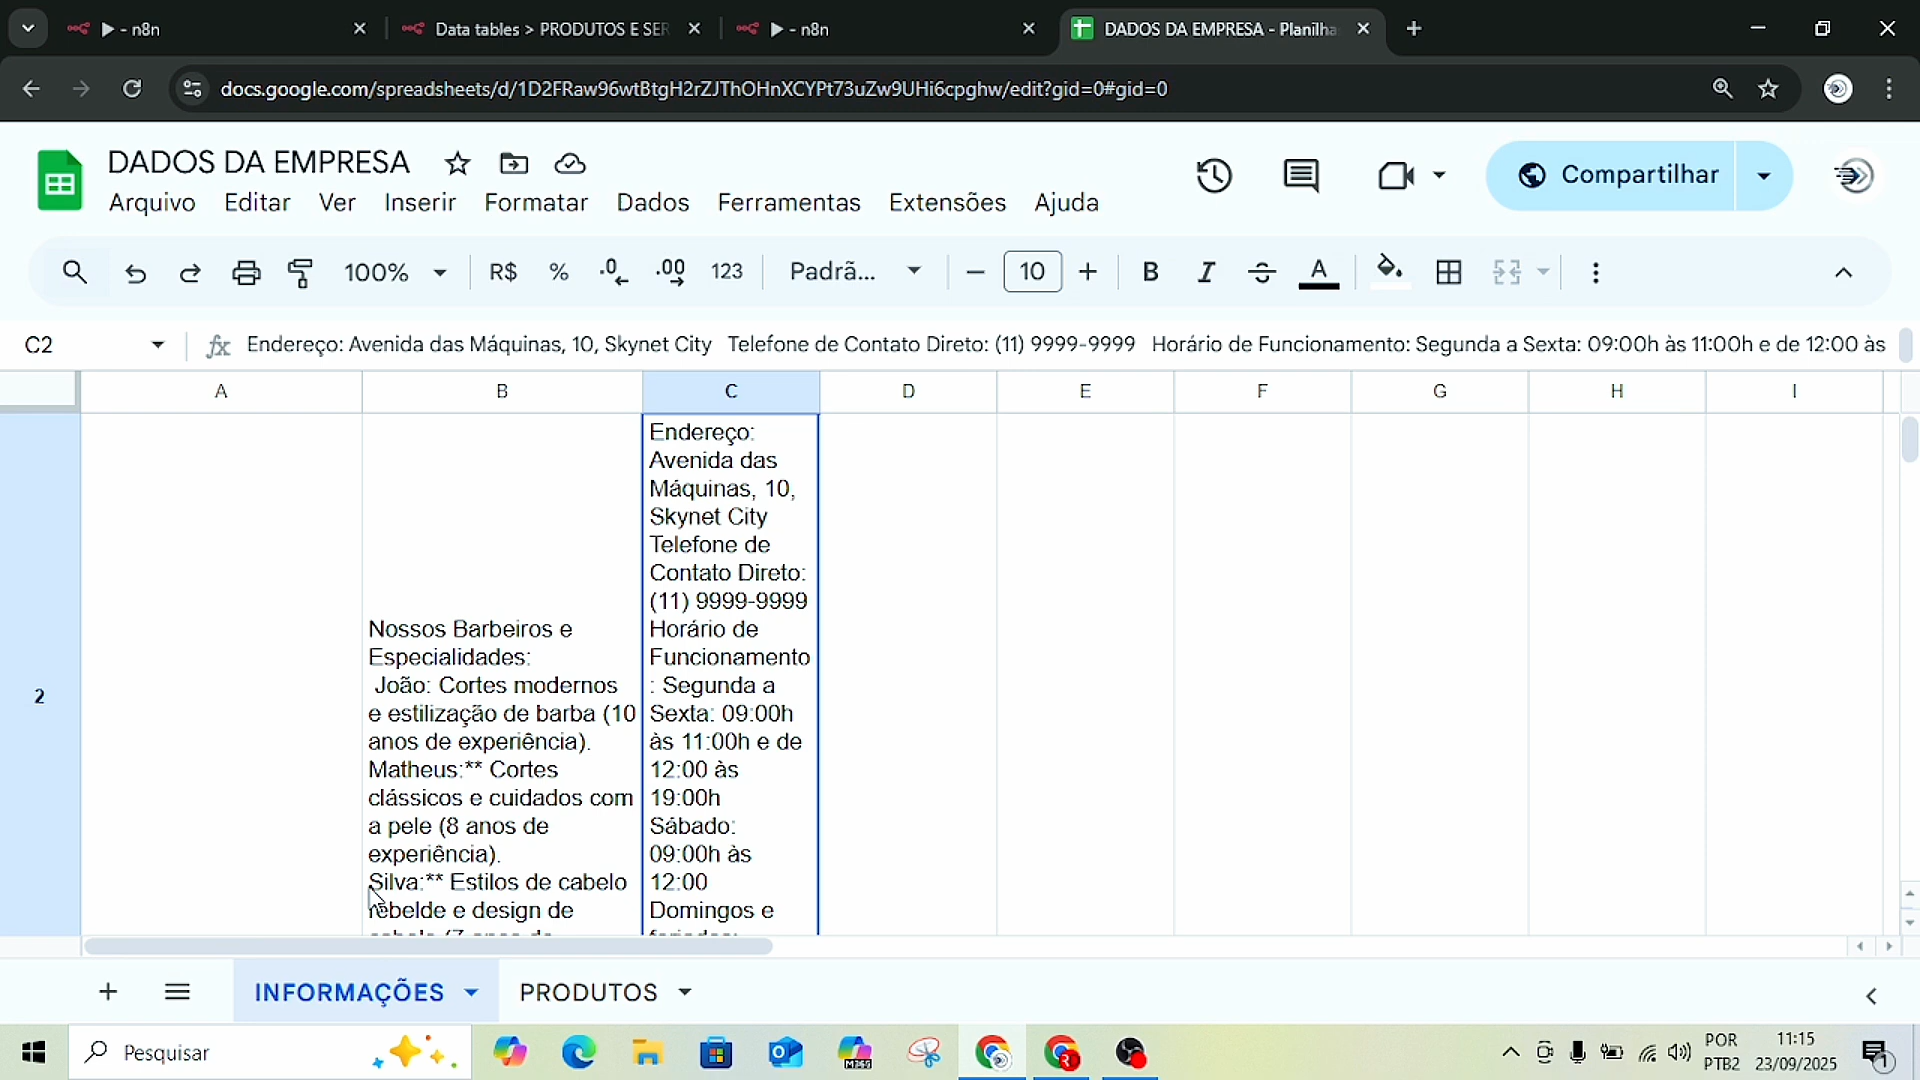 ▶ - n8n
Data tables > PRODUTOS E SER
▶ - n8n
DADOS DA EMPRESA - Planilha
docs.google.com/spreadsheets/d/1D2FRaw96wtBtgH2rZJThOHnXCYPt73uZw9UHi6cpghw/edit?gid=0#gid=0
DADOS DA EMPRESA
Compartilhar
Arquivo Editar Ver Inserir Formatar Dados Ferramentas Extensões Ajuda
100% R$ % .0 .00 123 Padrã... 10 B I A
C2 fx Endereço: Avenida das Máquinas, 10, Skynet City Telefone de Contato Direto: (11) 9999-9999 Horário de Funcionamento: Segunda a Sexta: 09:00h às 11:00h e de 12:00 às
A B C D E F G H I
2
Nossos Barbeiros e
Especialidades:
João: Cortes modernos
e estilização de barba (10
anos de experiência).
Matheus:** Cortes
clássicos e cuidados com
a pele (8 anos de
experiência).
Silva:** Estilos de cabelo
rebelde e design de
Endereço:
Avenida das
Máquinas, 10,
Skynet City
Telefone de
Contato Direto:
(11) 9999-9999
Horário de
Funcionamento
: Segunda a
Sexta: 09:00h
às 11:00h e de
12:00 às
19:00h
Sábado:
09:00h às
12:00
Domingos e
INFORMAÇÕES PRODUTOS
Pesquisar
M365
POR
PTB2
11:15
23/09/2025
1